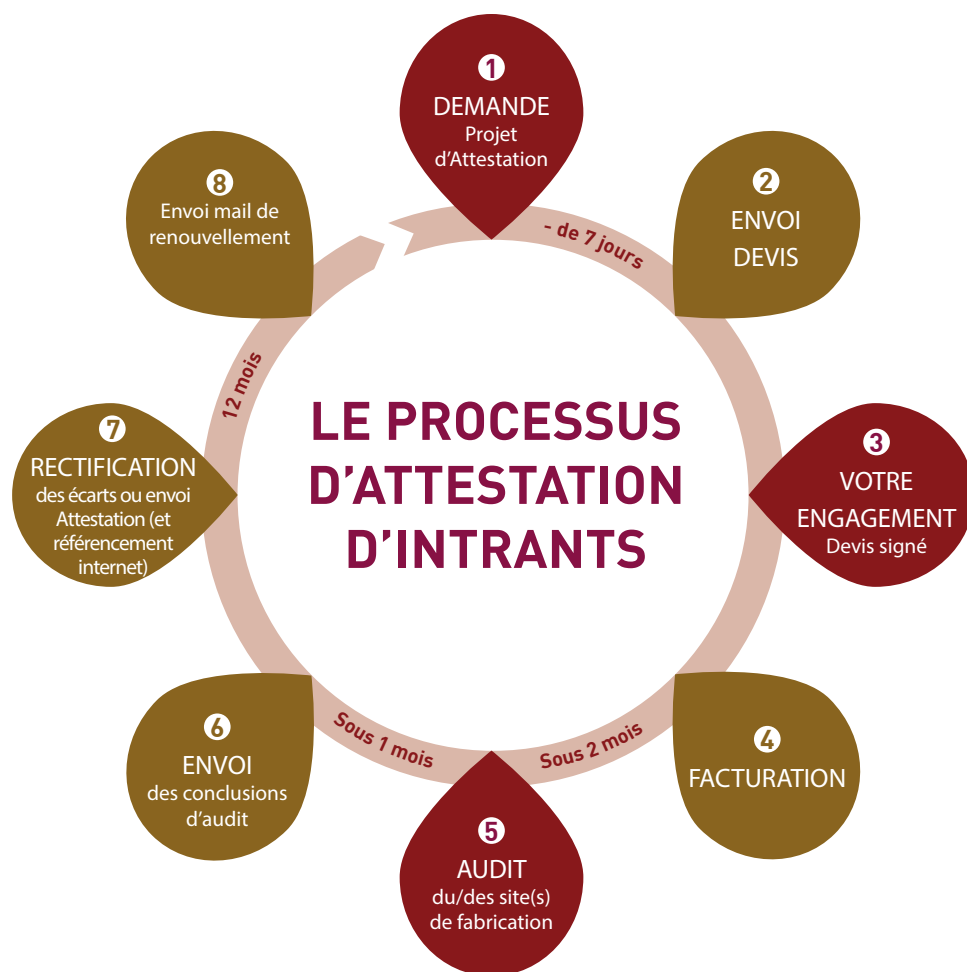 1
DEMANDE
Projet
d'Attestation
- de 7 jours
2
ENVOI
DEVIS
3
VOTRE
ENGAGEMENT
Devis signé
4
FACTURATION
Sous 2 mois
5
AUDIT
du/des site(s)
de fabrication
Sous 1 mois
6
ENVOI
des conclusions
d'audit
7
RECTIFICATION
des écarts ou envoi
Attestation (et
référencement
internet)
12 mois
8
Envoi mail de
renouvellement
LE PROCESSUS
D'ATTESTATION
D'INTRANTS